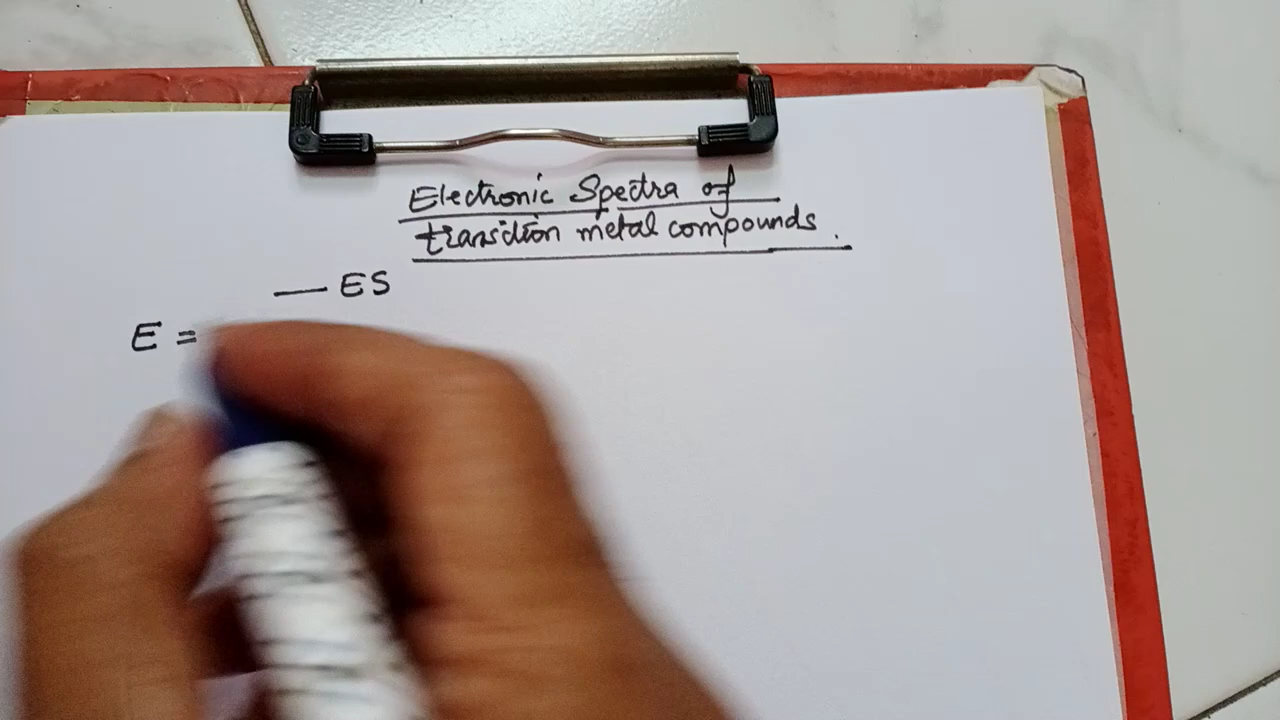 Electronic Spectra of
transition metal compounds.
— ES
E =